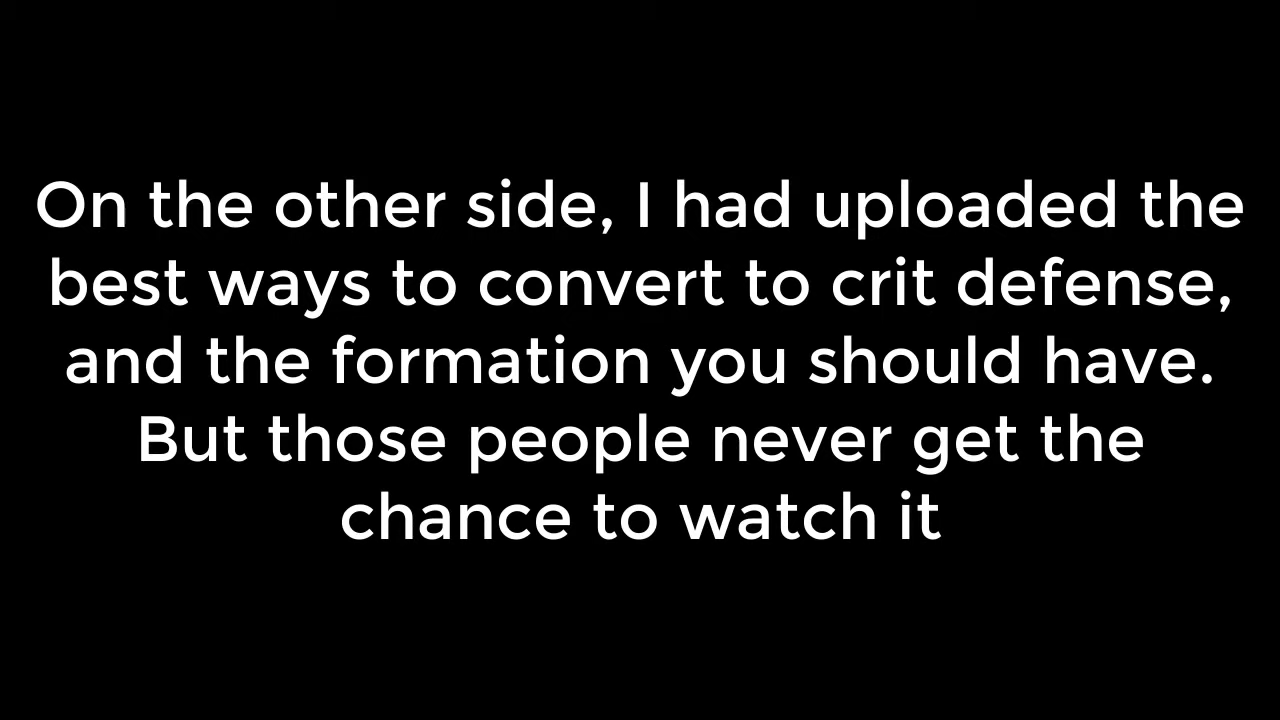 On the other side, I had uploaded the
best ways to convert to crit defense,
and the formation you should have.
But those people never get the
chance to watch it